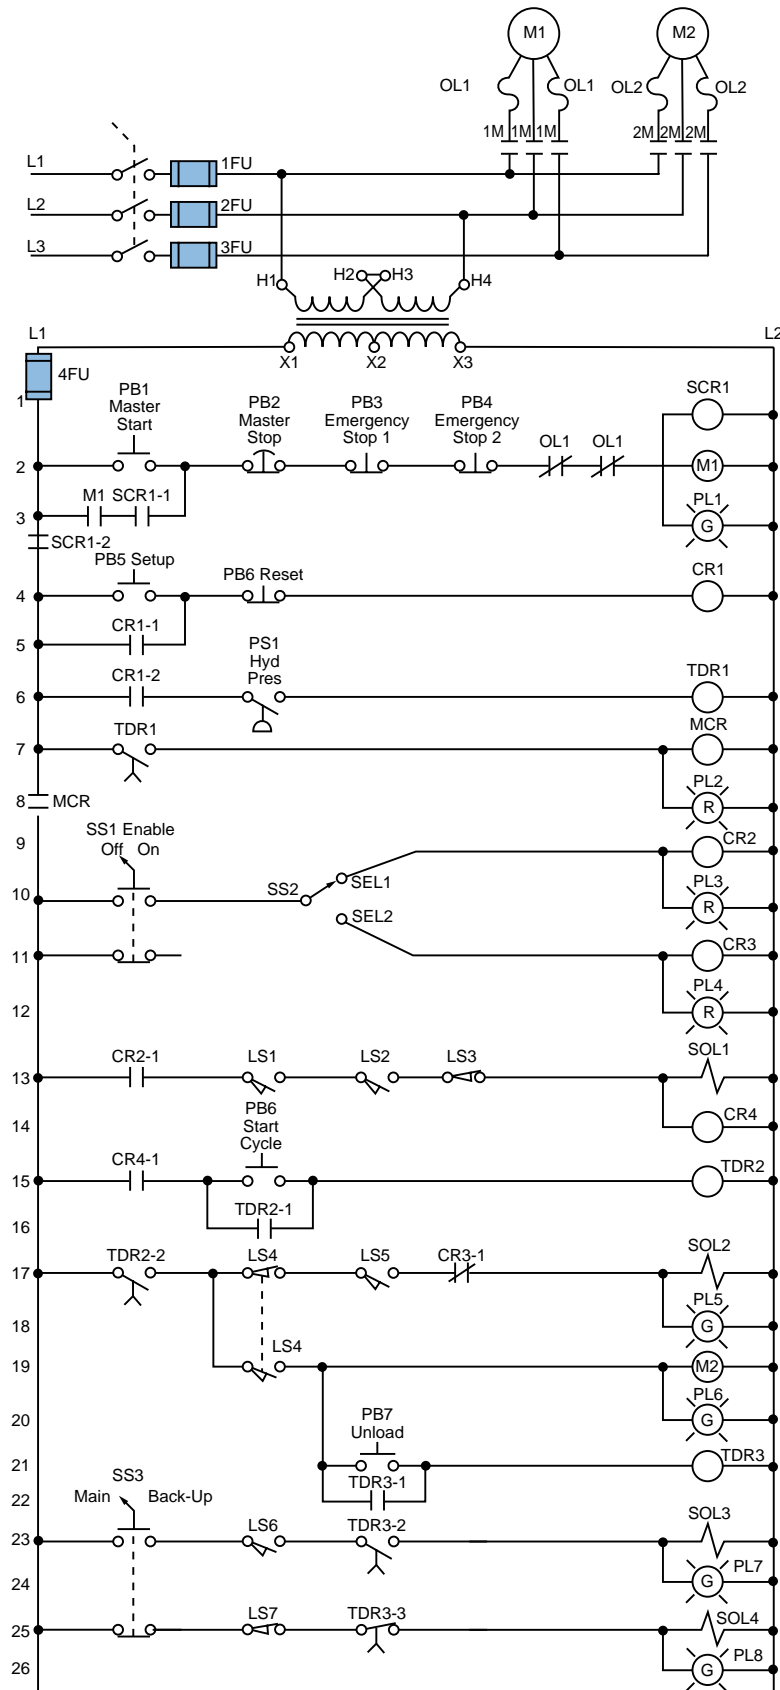 M1 M2
OL1 OL1 OL2 OL2
1M 1M 1M 2M 2M 2M
L1 1FU
L2 2FU
L3 3FU
H1 H2 H3 H4
L1 L2
X1 X2 X3
4FU
1
PB1
Master
Start
PB2
Master
Stop
PB3
Emergency
Stop 1
PB4
Emergency
Stop 2
OL1 OL1
SCR1
2
M1
M1 SCR1-1
PL1
3
G
SCR1-2
PB5 Setup
PB6 Reset
CR1
4
CR1-1
5
PS1
Hyd
Pres
CR1-2
TDR1
6
TDR1
MCR
7
PL2
8 MCR
R
SS1 Enable
Off On
9
CR2
SEL1
PL3
10
SS2
R
SEL2
11
CR3
PL4
12
R
CR2-1 LS1 LS2 LS3 SOL1
13
PB6
Start
Cycle
14
CR4
CR4-1
TDR2
15
TDR2-1
16
TDR2-2 LS4 LS5 CR3-1 SOL2
17
PL5
18
G
LS4
19
M2
PL6
20
G
PB7
Unload
21
TDR3
TDR3-1
22
SS3
Main Back-Up
LS6 TDR3-2 SOL3
23
PL7
24
G
LS7 TDR3-3 SOL4
25
PL8
26
G